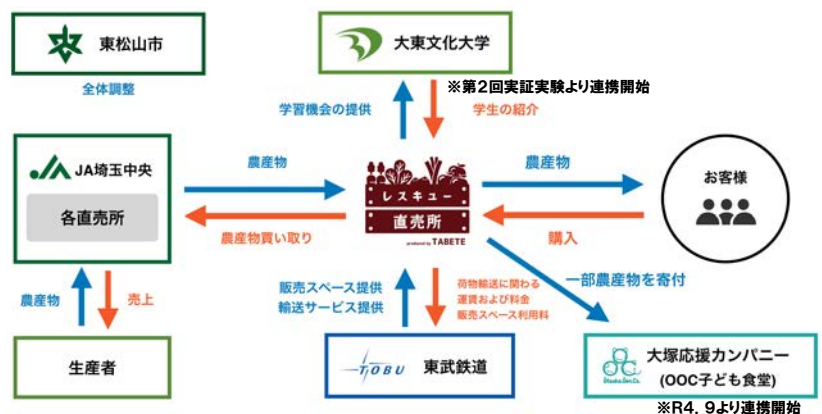 東松山市
全体調整
大東文化大学
※第2回実証実験より連携開始
学習機会の提供
学生の紹介
JA埼玉中央
各直売所
農産物
農産物買い取り
レスキュー
直売所
produced by TABETE
農産物
購入
お客様
農産物
売上
生産者
販売スペース提供
輸送サービス提供
荷物輸送に関わる
運賃および料金
販売スペース利用料
一部農産物を寄付
TOBU 東武鉄道
大塚応援カンパニー
(OOC子ども食堂)
※R4.9より連携開始